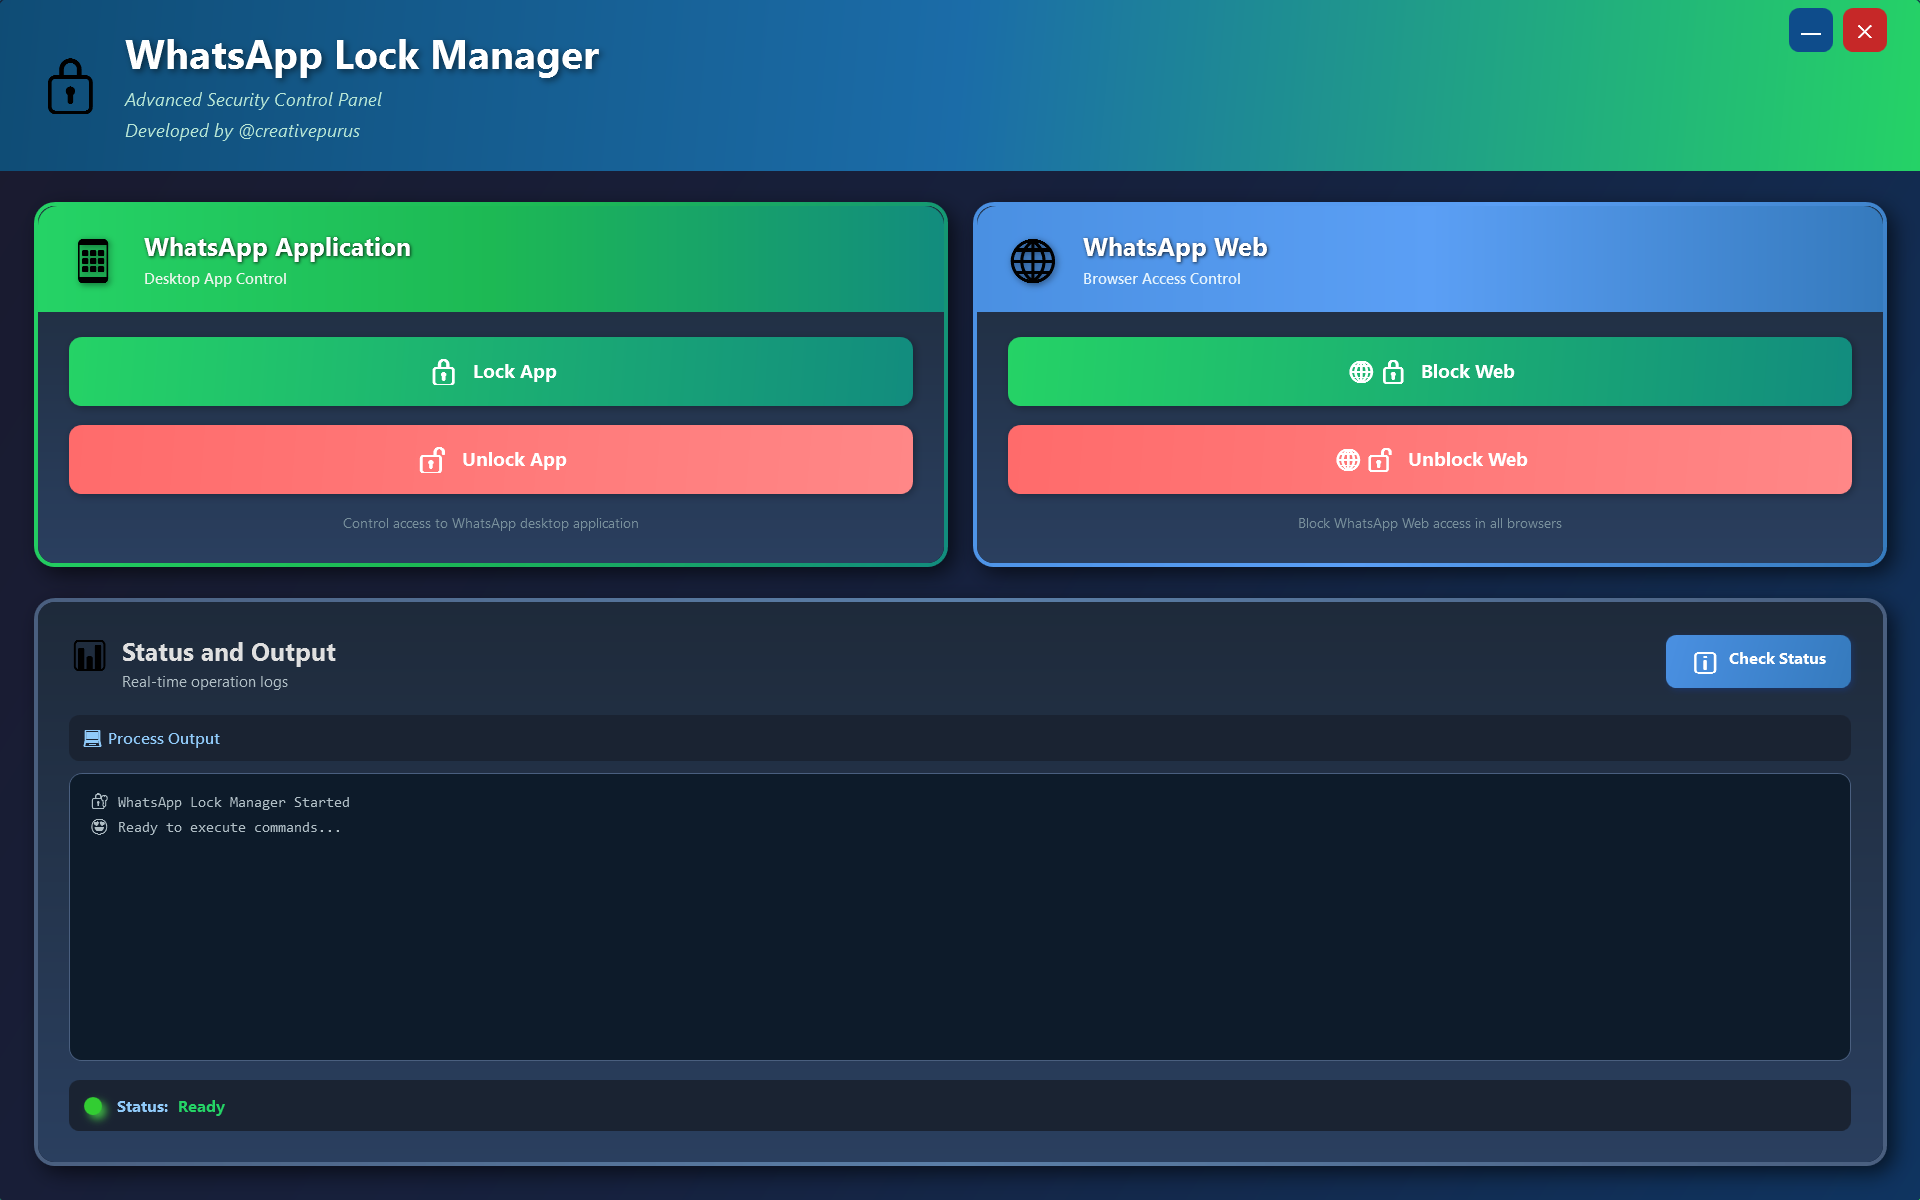 WhatsApp Lock Manager
Advanced Security Control Panel
Developed by @creativepurus
WhatsApp Application
Desktop App Control
Lock App
Unlock App
Control access to WhatsApp desktop application
WhatsApp Web
Browser Access Control
Block Web
Unblock Web
Block WhatsApp Web access in all browsers
Status and Output
Real-time operation logs
Check Status
Process Output
WhatsApp Lock Manager Started
Ready to execute commands...
Status: Ready